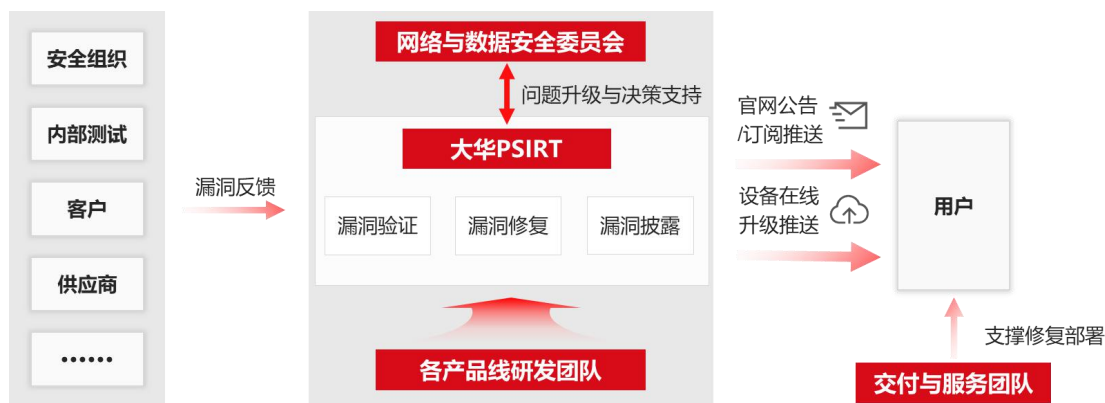 安全组织
内部测试
客户
供应商
……
漏洞反馈
网络与数据安全委员会
问题升级与决策支持
大华PSIRT
漏洞验证
漏洞修复
漏洞披露
各产品线研发团队
官网公告
/订阅推送
设备在线
升级推送
用户
支撑修复部署
交付与服务团队